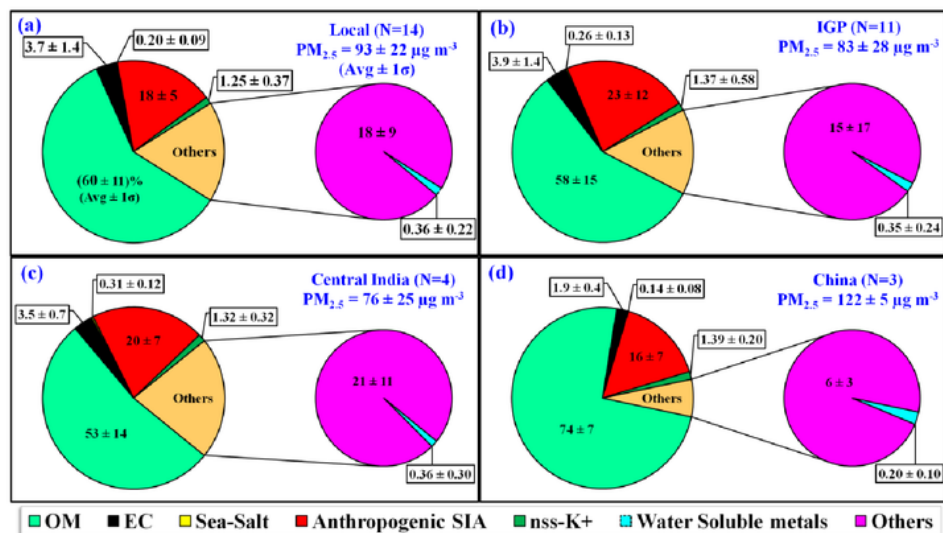 (a)
Local (N=14)
PM2.5 = 93 ± 22 µg m-3
(Avg ± 1σ)
3.7 ± 1.4
0.20 ± 0.09
18 ± 5
1.25 ± 0.37
Others
(60 ± 11)%
(Avg ± 1σ)
18 ± 9
0.36 ± 0.22
(b)
IGP (N=11)
PM2.5 = 83 ± 28 µg m-3
3.9 ± 1.4
0.26 ± 0.13
23 ± 12
1.37 ± 0.58
Others
58 ± 15
15 ± 17
0.35 ± 0.24
(c)
Central India (N=4)
PM2.5 = 76 ± 25 µg m-3
3.5 ± 0.7
0.31 ± 0.12
20 ± 7
1.32 ± 0.32
Others
53 ± 14
21 ± 11
0.36 ± 0.30
(d)
China (N=3)
PM2.5 = 122 ± 5 µg m-3
1.9 ± 0.4
0.14 ± 0.08
16 ± 7
1.39 ± 0.20
Others
74 ± 7
6 ± 3
0.20 ± 0.10
OM EC Sea-Salt Anthropogenic SIA nss-K+ Water Soluble metals Others